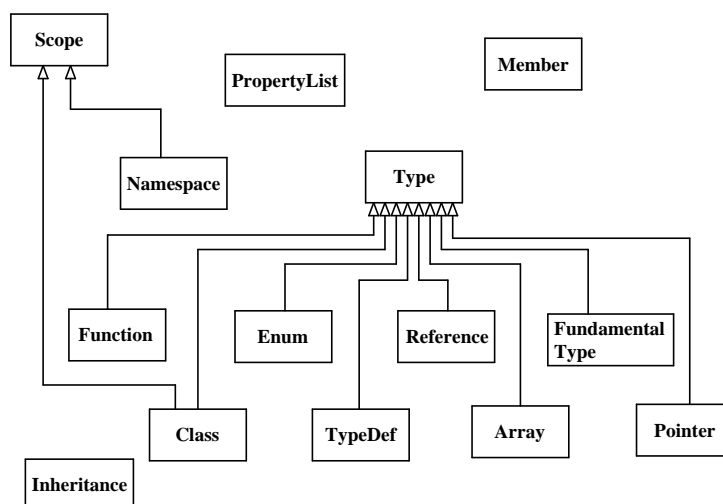 Scope
PropertyList
Member
Namespace
Type
Function
Enum
Reference
Fundamental
Type
Class
TypeDef
Array
Pointer
Inheritance